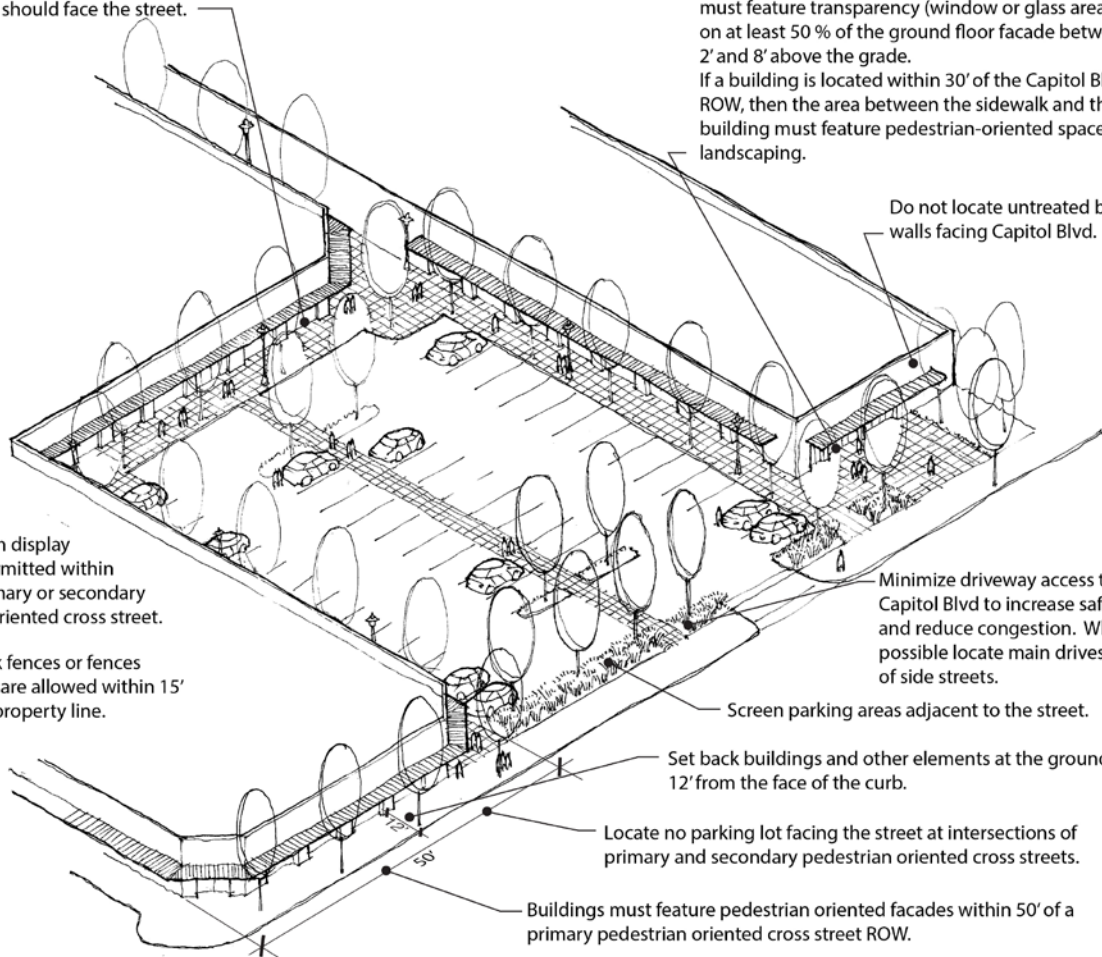 should face the street.
must feature transparency (window or glass area
on at least 50 % of the ground floor facade betw
2' and 8' above the grade.
If a building is located within 30' of the Capitol Bl
ROW, then the area between the sidewalk and th
building must feature pedestrian-oriented space
landscaping.
Do not locate untreated b
walls facing Capitol Blvd.
n display
mitted within
nary or secondary
oriented cross street.
k fences or fences
are allowed within 15'
property line.
Minimize driveway access t
Capitol Blvd to increase saf
and reduce congestion. Wh
possible locate main drives
of side streets.
Screen parking areas adjacent to the street.
Set back buildings and other elements at the ground
12' from the face of the curb.
Locate no parking lot facing the street at intersections of
primary and secondary pedestrian oriented cross streets.
12'
50'
Buildings must feature pedestrian oriented facades within 50' of a
primary pedestrian oriented cross street ROW.